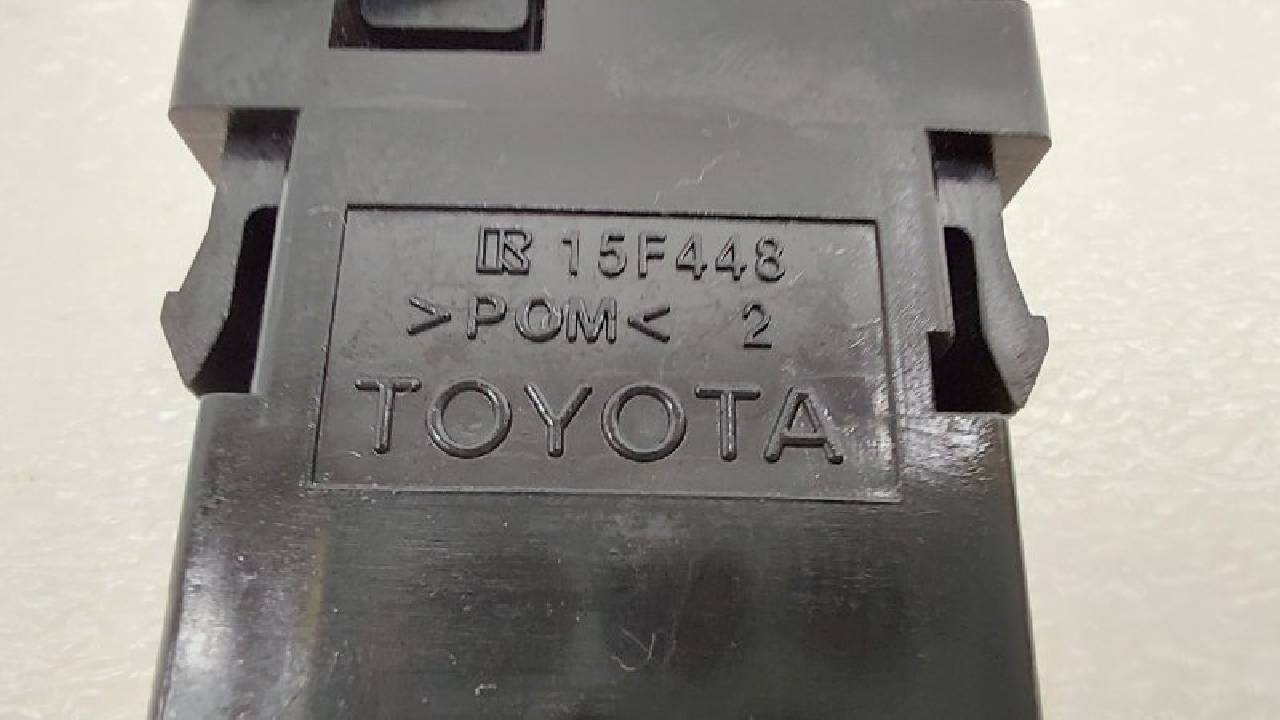 R 15F448
>POM< 2
TOYOTA